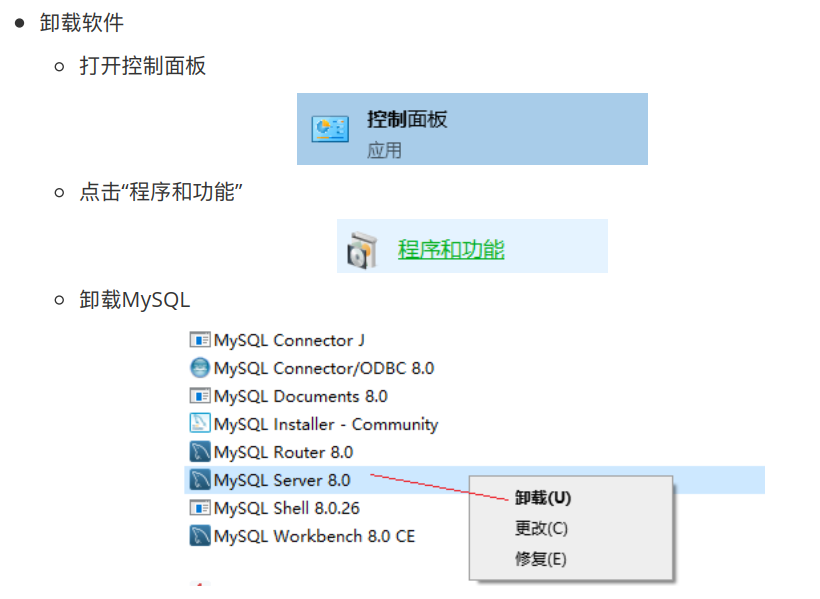 卸载软件
打开控制面板
控制面板
应用
点击“程序和功能”
程序和功能
卸载MySQL
MySQL Connector J
MySQL Connector/ODBC 8.0
MySQL Documents 8.0
MySQL Installer - Community
MySQL Router 8.0
MySQL Server 8.0
卸载(U)
MySQL Shell 8.0.26
更改(C)
MySQL Workbench 8.0 CE
修复(E)